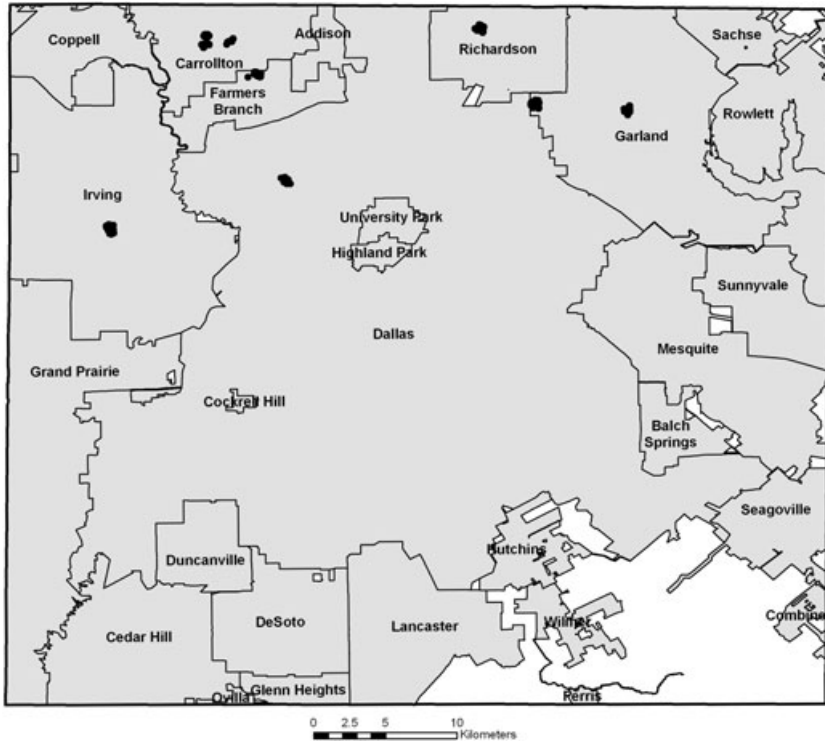 Coppell
Addison
Carrollton
Richardson
Sachse
Farmers
Branch
Garland
Rowlett
Irving
University Park
Highland Park
Sunnyvale
Dallas
Mesquite
Grand Prairie
Cockrell Hill
Balch
Springs
Seagoville
Hutchins
Duncanville
DeSoto
Lancaster
Wilmer
Combine
Cedar Hill
Ovilla
Glenn Heights
Ferris
0 2.5 5 10
Kilometers